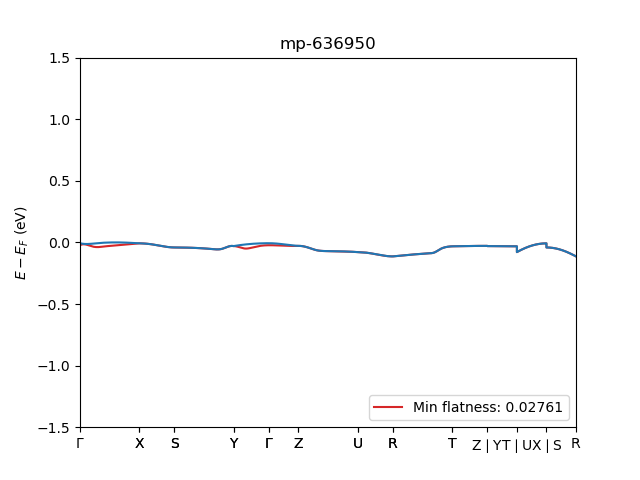 mp-636950
1.5
1.0
0.5
0.0
−0.5
−1.0
−1.5
E − E_F (eV)
Min flatness: 0.02761
Γ X S Y Γ Z U R T Z | YT | UX | S R